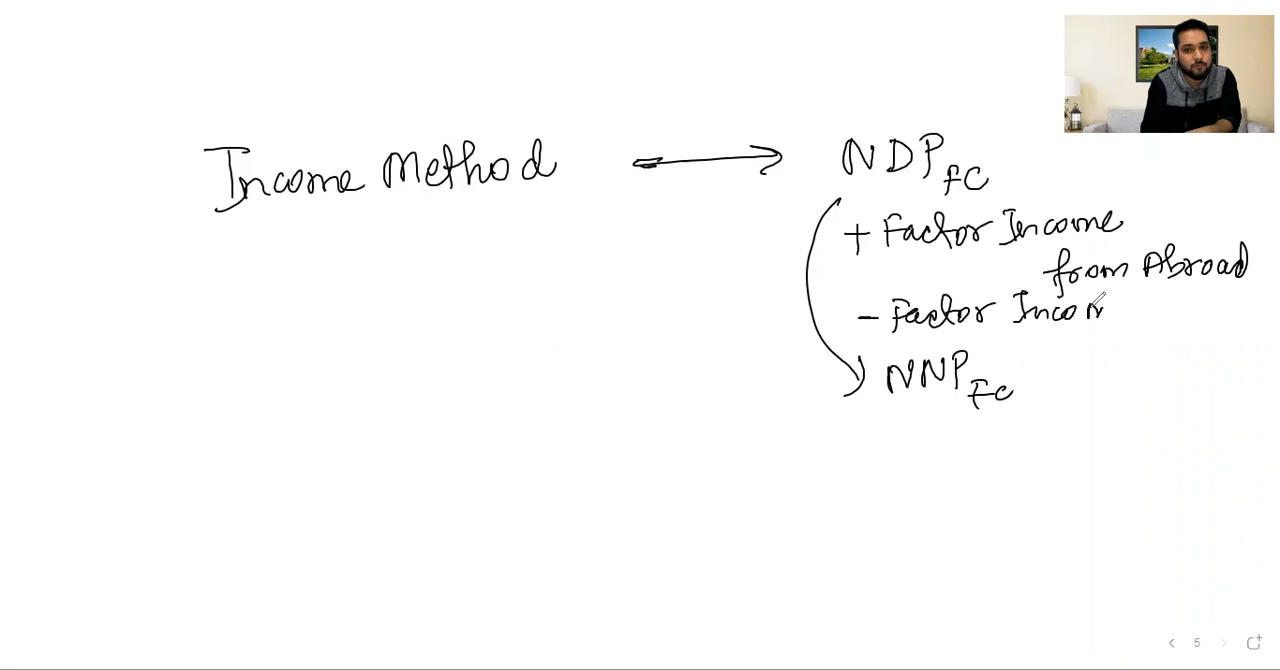 Income Method → NDP FC
+ Factor Income
from Abroad
- Factor Incom
NNP FC
5